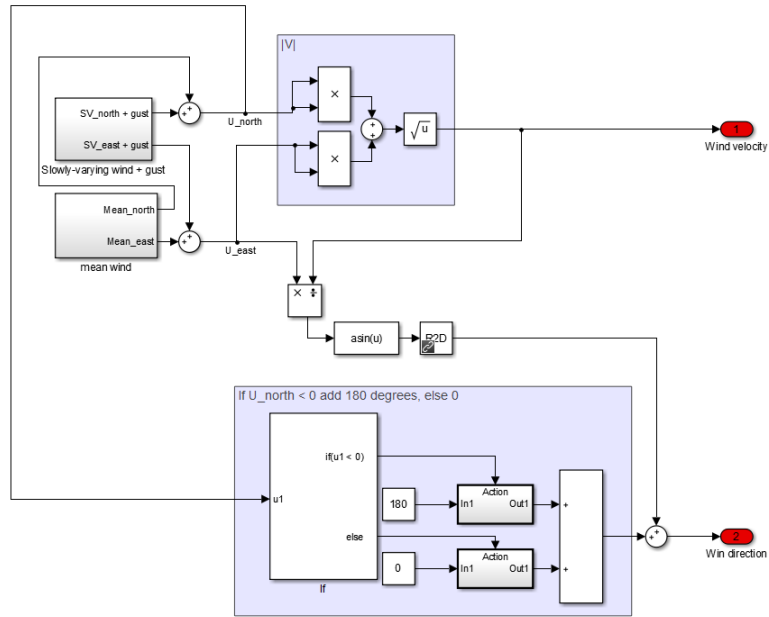 |V|
SV_north + gust
SV_east + gust
Slowly-varying wind + gust
Mean_north
Mean_east
mean wind
+
+
+
+
U_north
U_east
×
×
+
+
√u
1
Wind velocity
× ÷
asin(u)
R2D
If U_north < 0 add 180 degrees, else 0
u1
if(u1 < 0)
else
If
180
Action
In1 Out1
0
Action
In1 Out1
+
+
+
+
2
Win direction